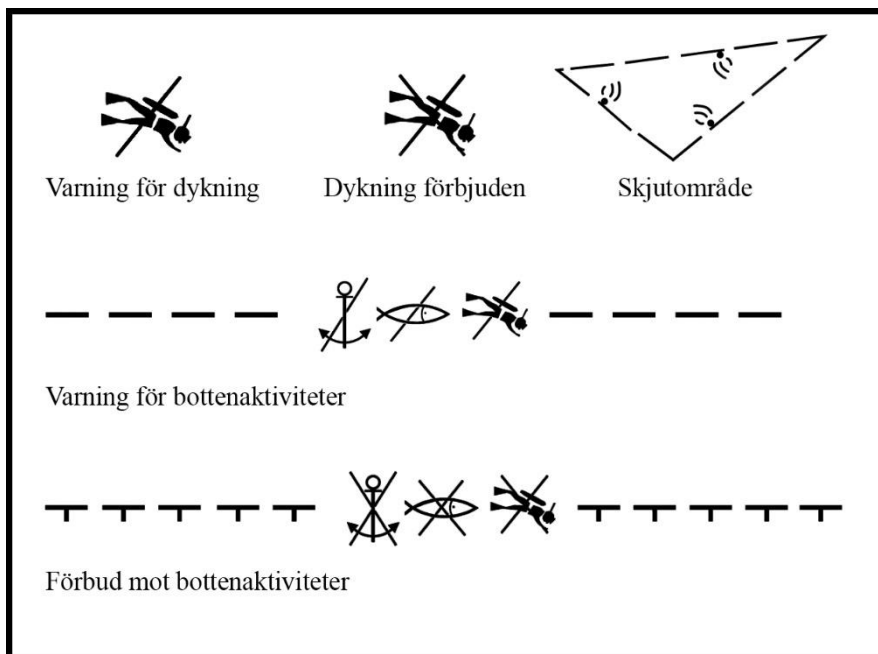 Varning för dykning
Dykning förbjuden
Skjutområde
Varning för bottenaktiviteter
Förbud mot bottenaktiviteter